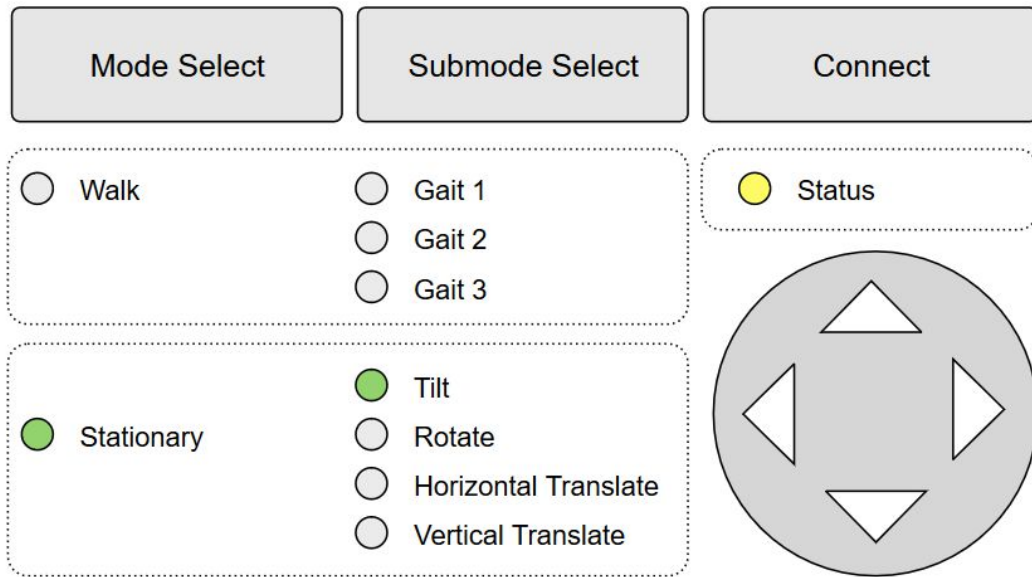 Mode Select
Submode Select
Connect
Walk
Gait 1
Gait 2
Gait 3
Status
Stationary
Tilt
Rotate
Horizontal Translate
Vertical Translate